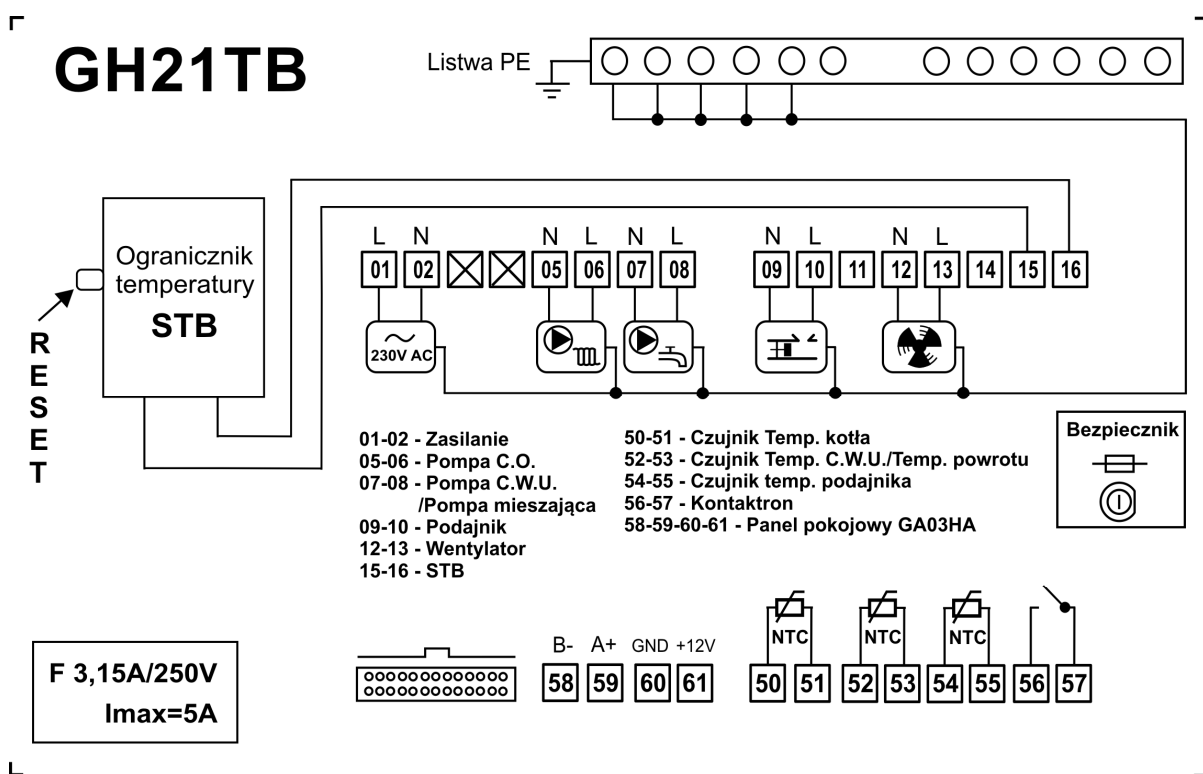 GH21TB
Listwa PE
Ogranicznik
temperatury
STB
RESET
L N N L N L N L N L
01 02 05 06 07 08 09 10 11 12 13 14 15 16
230V AC
01-02 - Zasilanie
05-06 - Pompa C.O.
07-08 - Pompa C.W.U.
/Pompa mieszająca
09-10 - Podajnik
12-13 - Wentylator
15-16 - STB
50-51 - Czujnik Temp. kotła
52-53 - Czujnik Temp. C.W.U./Temp. powrotu
54-55 - Czujnik temp. podajnika
56-57 - Kontaktron
58-59-60-61 - Panel pokojowy GA03HA
Bezpiecznik
F 3,15A/250V
Imax=5A
B- A+ GND +12V
58 59 60 61
NTC NTC NTC
50 51 52 53 54 55 56 57